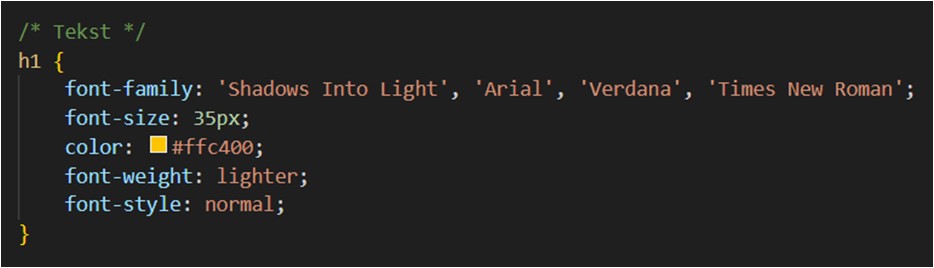 /* Tekst */
h1 {
    font-family: 'Shadows Into Light', 'Arial', 'Verdana', 'Times New Roman';
    font-size: 35px;
    color: #ffc400;
    font-weight: lighter;
    font-style: normal;
}